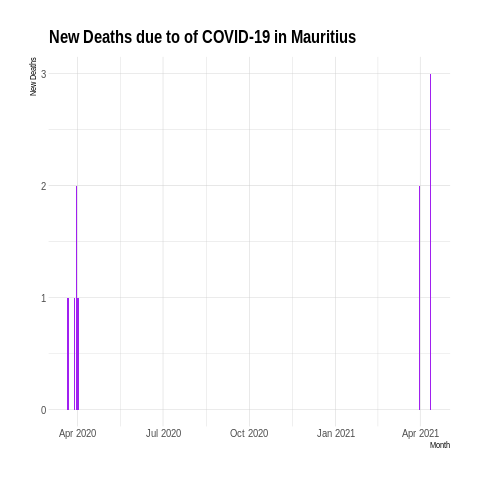 New Deaths due to of COVID-19 in Mauritius
New Deaths
3
2
1
0
Apr 2020 Jul 2020 Oct 2020 Jan 2021 Apr 2021
Month